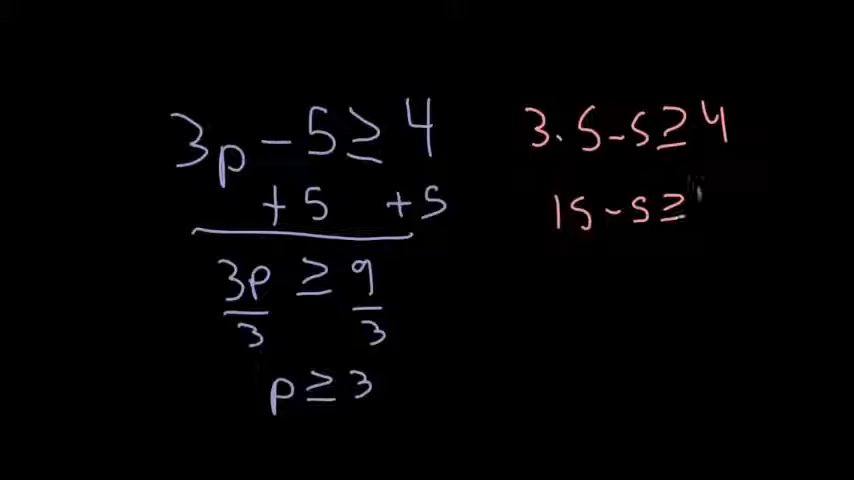 3p - 5 ≥ 4
+5 +5
3p ≥ 9
3 3
p ≥ 3
3·5 - 5 ≥ 4
15 - 5 ≥